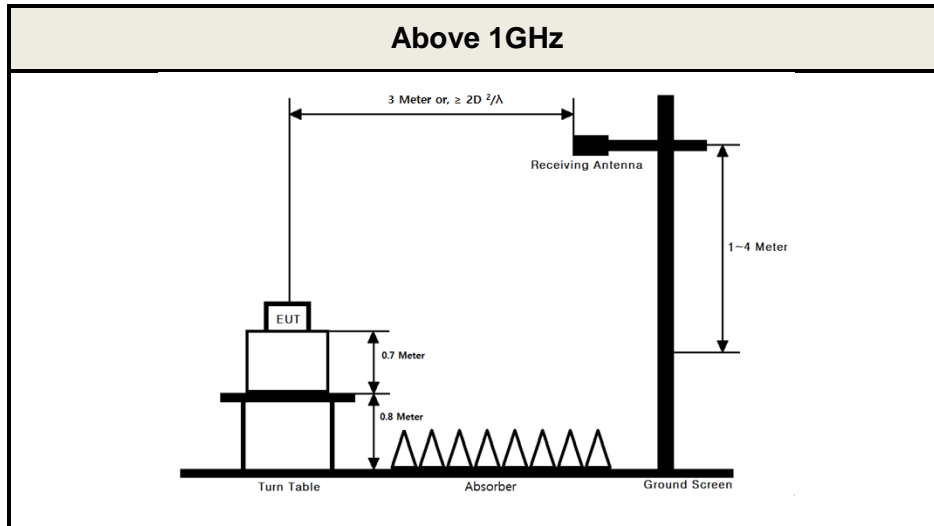 Above 1GHz
3 Meter or, ≥ 2D ²/λ
Receiving Antenna
1~4 Meter
EUT
0.7 Meter
0.8 Meter
Turn Table
Absorber
Ground Screen